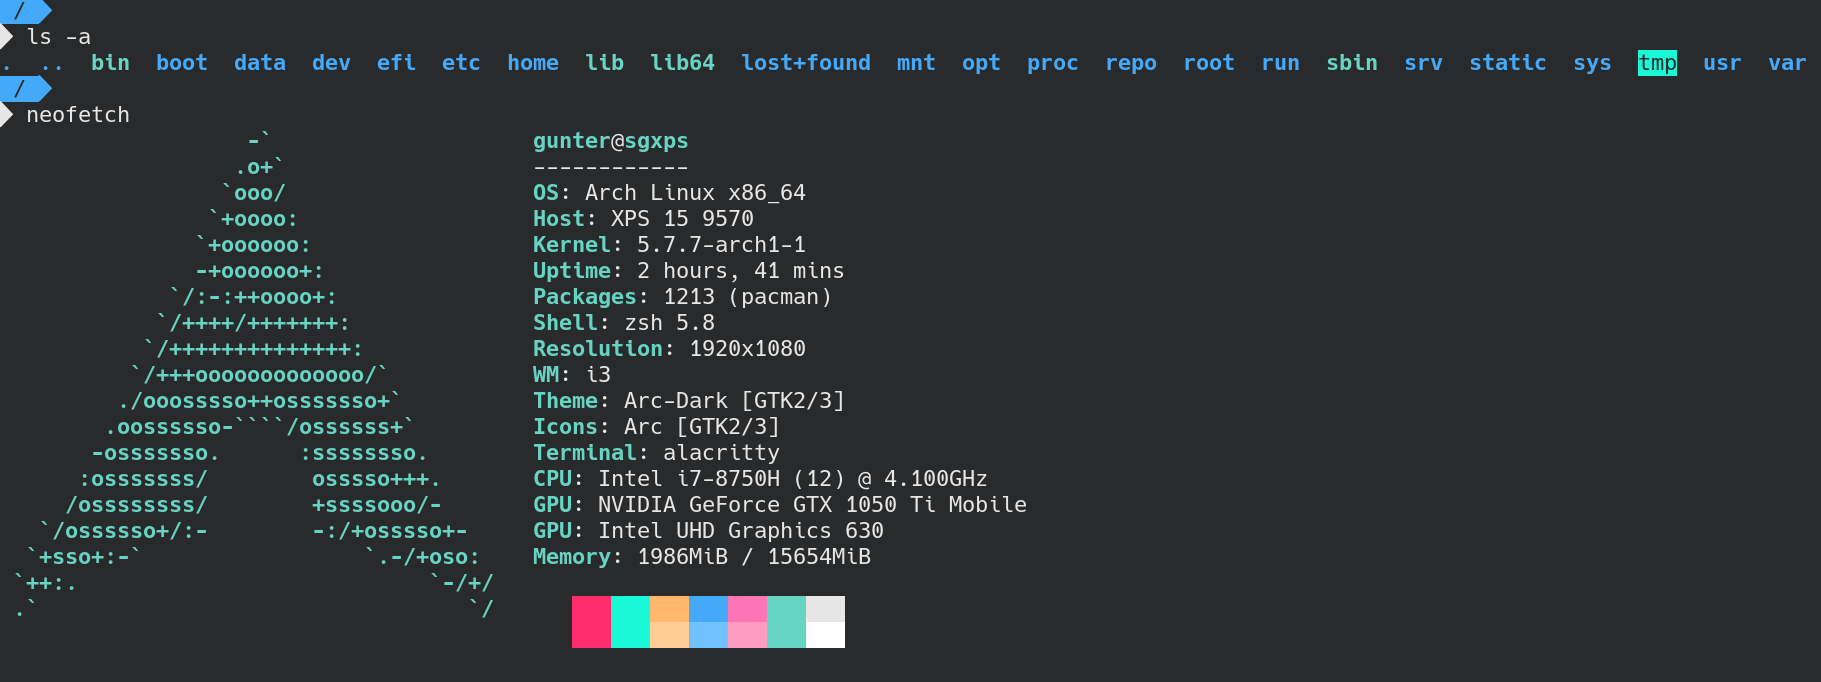 /
ls -a
.  ..  bin  boot  data  dev  efi  etc  home  lib  lib64  lost+found  mnt  opt  proc  repo  root  run  sbin  srv  static  sys  tmp  usr  var
/
neofetch
                  -`                     gunter@sgxps
                 .o+`                    ------------
                `ooo/                    OS: Arch Linux x86_64
               `+oooo:                   Host: XPS 15 9570
              `+oooooo:                  Kernel: 5.7.7-arch1-1
              -+oooooo+:                 Uptime: 2 hours, 41 mins
            `/:-:++oooo+:                Packages: 1213 (pacman)
           `/++++/+++++++:               Shell: zsh 5.8
          `/++++++++++++++:              Resolution: 1920x1080
         `/+++ooooooooooooo/`            WM: i3
        ./ooosssso++osssssso+`           Theme: Arc-Dark [GTK2/3]
       .oossssso-````/ossssss+`          Icons: Arc [GTK2/3]
      -osssssso.      :ssssssso.         Terminal: alacritty
     :osssssss/        osssso+++.        CPU: Intel i7-8750H (12) @ 4.100GHz
    /ossssssss/        +ssssooo/-        GPU: NVIDIA GeForce GTX 1050 Ti Mobile
  `/ossssso+/:-        -:/+osssso+-      GPU: Intel UHD Graphics 630
 `+sso+:-`                 `.-/+oso:     Memory: 1986MiB / 15654MiB
`++:.                           `-/+/
.`                                 `/